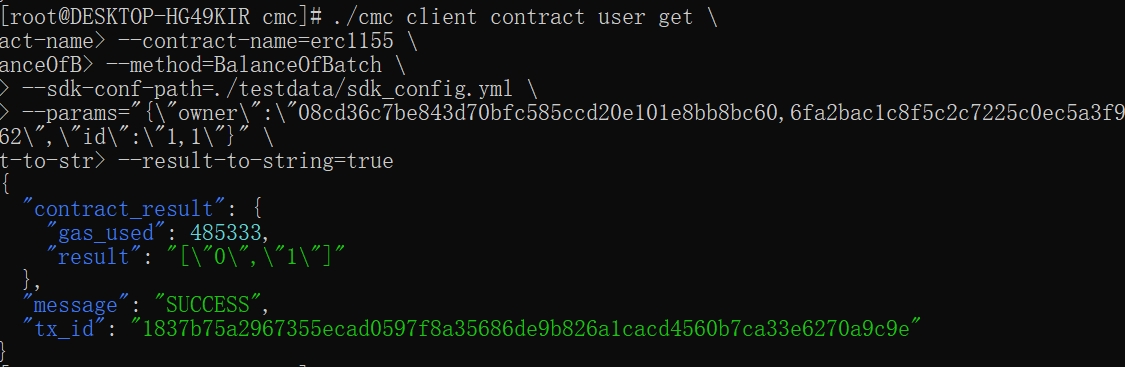 [root@DESKTOP-HG49KIR cmc]# ./cmc client contract user get \
act-name> --contract-name=erc1155 \
anceOfB> --method=BalanceOfBatch \
> --sdk-conf-path=./testdata/sdk_config.yml \
> --params="{\"owner\":\"08cd36c7be843d70bfc585ccd20e101e8bb8bc60,6fa2bac1c8f5c2c7225c0ec5a3f9
62\",\"id\":\"1,1\"}" \
t-to-str> --result-to-string=true
{
"contract_result": {
"gas_used": 485333,
"result": "[\"0\",\"1\"]"
},
"message": "SUCCESS",
"tx_id": "1837b75a2967355ecad0597f8a35686de9b826a1cacd4560b7ca33e6270a9c9e"
}